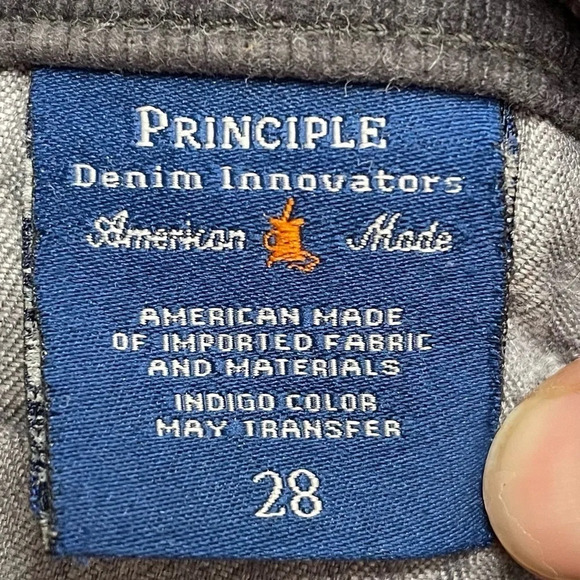 PRINCIPLE
Denim Innovators
American Made
AMERICAN MADE
OF IMPORTED FABRIC
AND MATERIALS
INDIGO COLOR
MAY TRANSFER
28